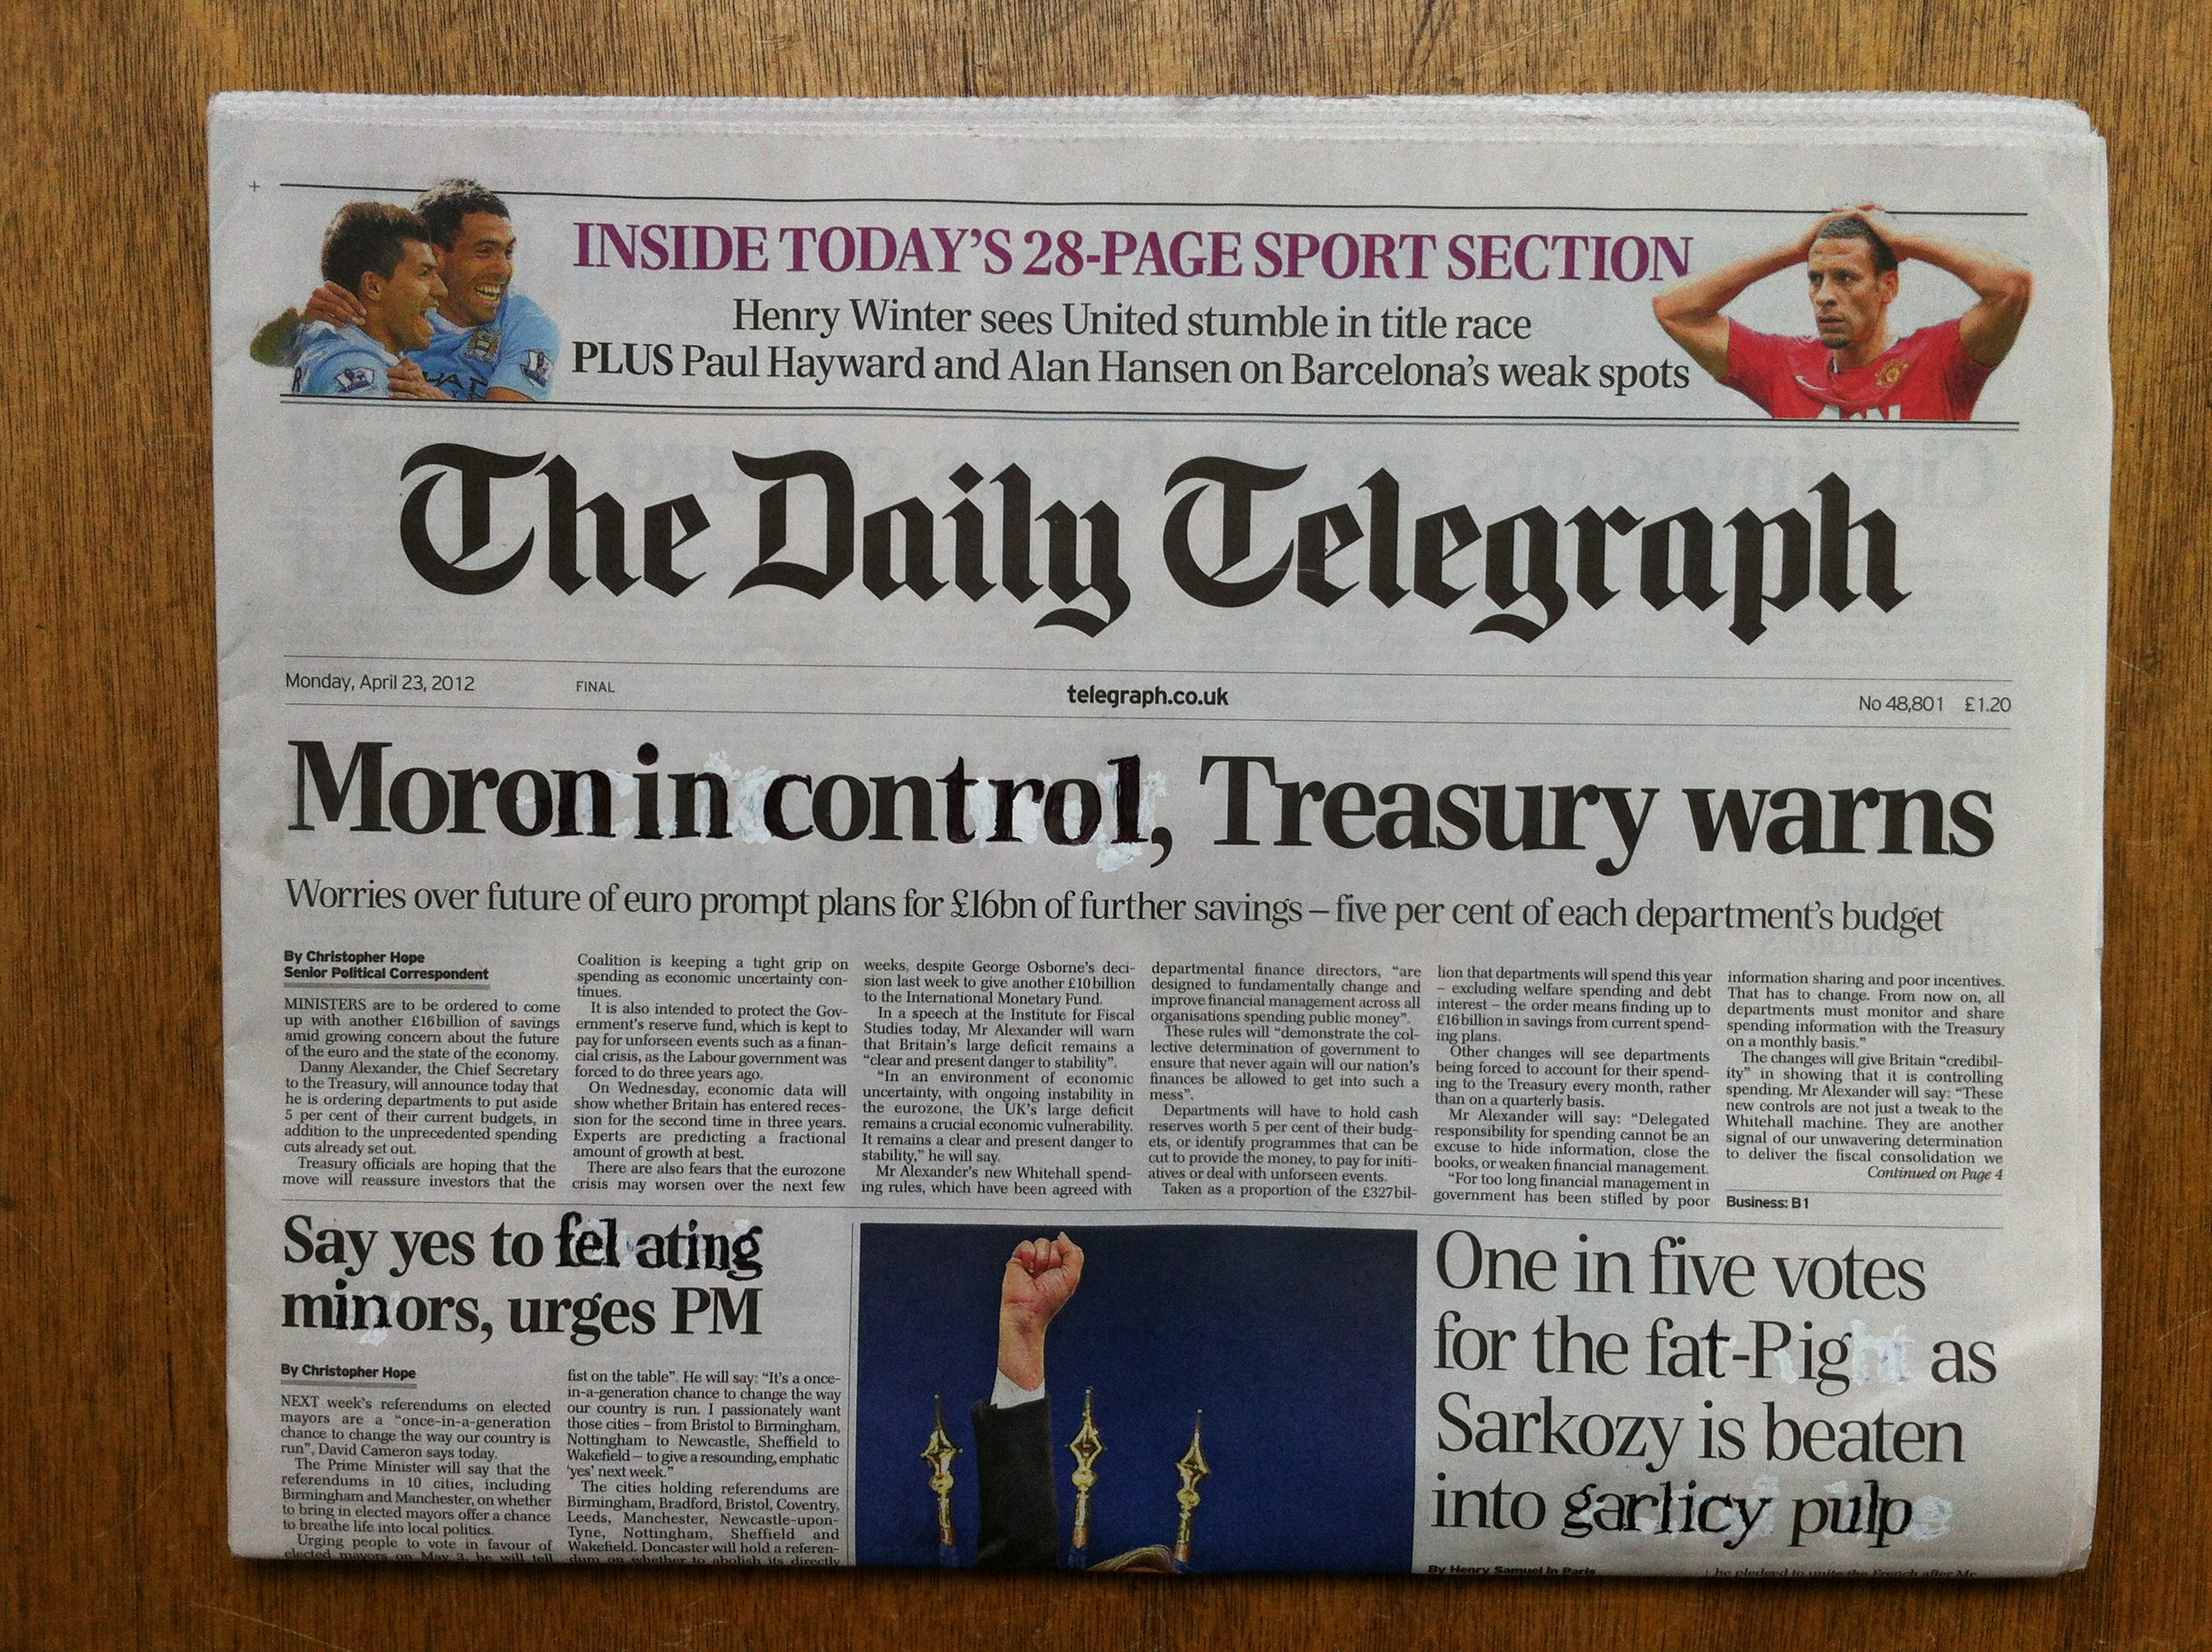 INSIDE TODAY'S 28-PAGE SPORT SECTION
Henry Winter sees United stumble in title race
PLUS Paul Hayward and Alan Hansen on Barcelona's weak spots
The Daily Telegraph
Monday, April 23, 2012 FINAL telegraph.co.uk No 48,801 £1.20
Moron in control, Treasury warns
Worries over future of euro prompt plans for £16bn of further savings – five per cent of each department's budget
By Christopher Hope
Senior Political Correspondent
MINISTERS are to be ordered to come
up with another £16billion of savings
amid growing concern about the future
of the euro and the state of the economy.
Danny Alexander, the Chief Secretary
to the Treasury, will announce today that
he is ordering departments to put aside
5 per cent of their current budgets, in
addition to the unprecedented spending
cuts already set out.
Treasury officials are hoping that the
move will reassure investors that the
Coalition is keeping a tight grip on
spending as economic uncertainty con-
tinues.
It is also intended to protect the Gov-
ernment's reserve fund, which is kept to
pay for unforseen events such as a finan-
cial crisis, as the Labour government was
forced to do three years ago.
On Wednesday, economic data will
show whether Britain has entered reces-
sion for the second time in three years.
Experts are predicting a fractional
amount of growth at best.
There are also fears that the eurozone
crisis may worsen over the next few
weeks, despite George Osborne's deci-
sion last week to give another £10billion
to the International Monetary Fund.
In a speech at the Institute for Fiscal
Studies today, Mr Alexander will warn
that Britain's large deficit remains a
"clear and present danger to stability".
"In an environment of economic
uncertainty, with ongoing instability in
the eurozone, the UK's large deficit
remains a crucial economic vulnerability.
It remains a clear and present danger to
stability," he will say.
Mr Alexander's new Whitehall spend-
ing rules, which have been agreed with
departmental finance directors, "are
designed to fundamentally change and
improve financial management across all
organisations spending public money".
These rules will "demonstrate the col-
lective determination of government to
ensure that never again will our nation's
finances be allowed to get into such a
mess".
Departments will have to hold cash
reserves worth 5 per cent of their budg-
ets, or identify programmes that can be
cut to provide the money, to pay for initi-
atives or deal with unforseen events.
Taken as a proportion of the £327bil-
lion that departments will spend this year
– excluding welfare spending and debt
interest – the order means finding up to
£16billion in savings from current spend-
ing plans.
Other changes will see departments
being forced to account for their spend-
ing to the Treasury every month, rather
than on a quarterly basis.
Mr Alexander will say: "Delegated
responsibility for spending cannot be an
excuse to hide information, close the
books, or weaken financial management.
"For too long financial management in
government has been stifled by poor
information sharing and poor incentives.
That has to change. From now on, all
departments must monitor and share
spending information with the Treasury
on a monthly basis."
The changes will give Britain "credibil-
ity" in showing that it is controlling
spending. Mr Alexander will say: "These
new controls are not just a tweak to the
Whitehall machine. They are another
signal of our unwavering determination
to deliver the fiscal consolidation we
Continued on Page 4
Business: B1
Say yes to fel ating
minors, urges PM
By Christopher Hope
NEXT week's referendums on elected
mayors are a "once-in-a-generation
chance to change the way our country is
run", David Cameron says today.
The Prime Minister will say that the
referendums in 10 cities, including
Birmingham and Manchester, on whether
to bring in elected mayors offer a chance
to breathe life into local politics.
Urging people to vote in favour of
elected mayors on May 3, he will tell
fist on the table". He will say: "It's a once-
in-a-generation chance to change the way
our country is run. I passionately want
those cities – from Bristol to Birmingham,
Nottingham to Newcastle, Sheffield to
Wakefield – to give a resounding, emphatic
'yes' next week."
The cities holding referendums are
Birmingham, Bradford, Bristol, Coventry,
Leeds, Manchester, Newcastle-upon-
Tyne, Nottingham, Sheffield and
Wakefield. Doncaster will hold a referen-
dum on whether to abolish its directly
One in five votes
for the fat-Pig as
Sarkozy is beaten
into garlicy pulp
By Henry Samuel in Paris
he pledged to unite the French after Mr